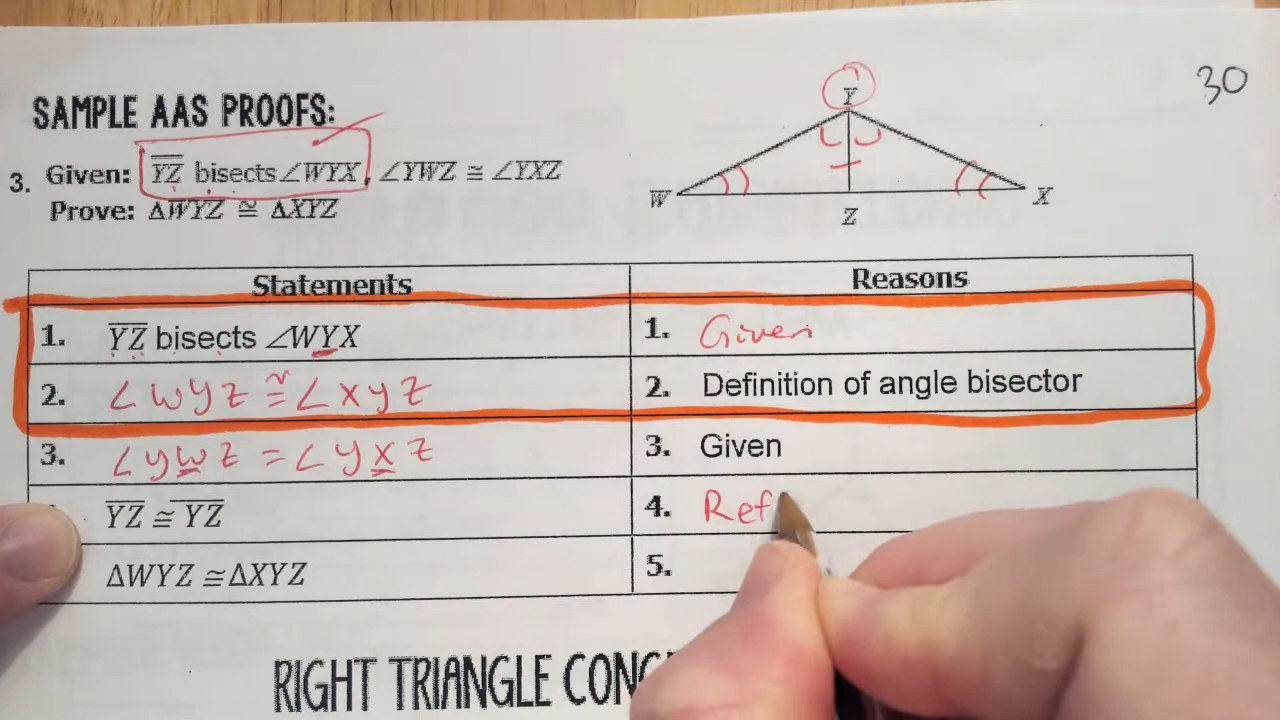 30
SAMPLE AAS PROOFS:
Y
3. Given: YZ bisects ∠WYX, ∠YWZ ≅ ∠YXZ
Prove: ΔWYZ ≅ ΔXYZ
W X
Z
Statements Reasons
1. YZ bisects ∠WYX 1. Given
2. ∠WYZ ≅ ∠XYZ 2. Definition of angle bisector
3. ∠YWZ = ∠YXZ 3. Given
YZ ≅ YZ 4. Ref
ΔWYZ ≅ ΔXYZ 5.
RIGHT TRIANGLE